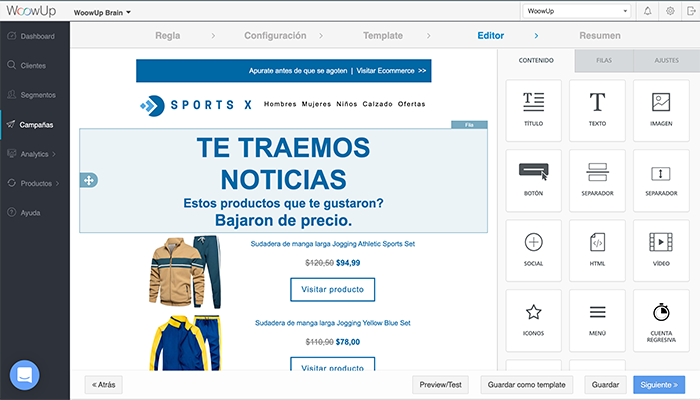 WoowUp
WoowUp Brain
WoowUp
Dashboard
Clientes
Segmentos
Campañas
Analytics
Productos
Ayuda
Regla
Configuración
Template
Editor
Resumen
Apurate antes de que se agoten | Visitar Ecommerce >>
SPORTS X
Hombres Mujeres Niños Calzado Ofertas
Fila
TE TRAEMOS
NOTICIAS
Estos productos que te gustaron?
Bajaron de precio.
Sudadera de manga larga Jogging Athletic Sports Set
$120,50 $94,99
Visitar producto
Sudadera de manga larga Jogging Yellow Blue Set
$110,90 $78,00
Visitar producto
CONTENIDO
FILAS
AJUSTES
TÍTULO
TEXTO
IMAGEN
BOTÓN
SEPARADOR
SEPARADOR
SOCIAL
HTML
VÍDEO
ICONOS
MENÚ
CUENTA
REGRESIVA
« Atrás
Preview/Test
Guardar como template
Guardar
Siguiente »